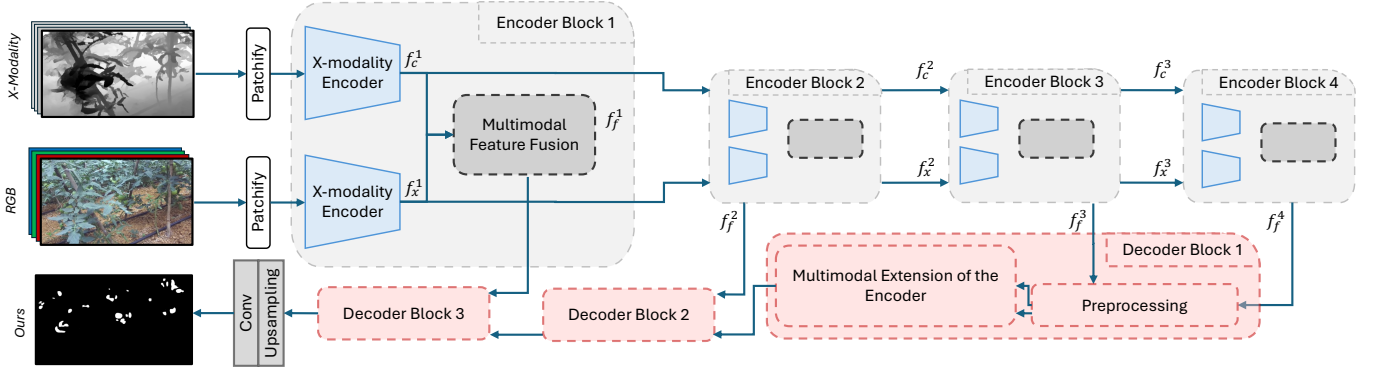 X-Modality
Patchify
X-modality
Encoder
f_c^1
Encoder Block 1
Multimodal
Feature Fusion
f_f^1
Encoder Block 2
f_c^2
Encoder Block 3
f_c^3
Encoder Block 4
RGB
Patchify
X-modality
Encoder
f_x^1
f_x^2
f_x^3
f_f^2
f_f^3
f_f^4
Decoder Block 1
Multimodal Extension of the
Encoder
Preprocessing
Ours
Conv
Upsampling
Decoder Block 3
Decoder Block 2